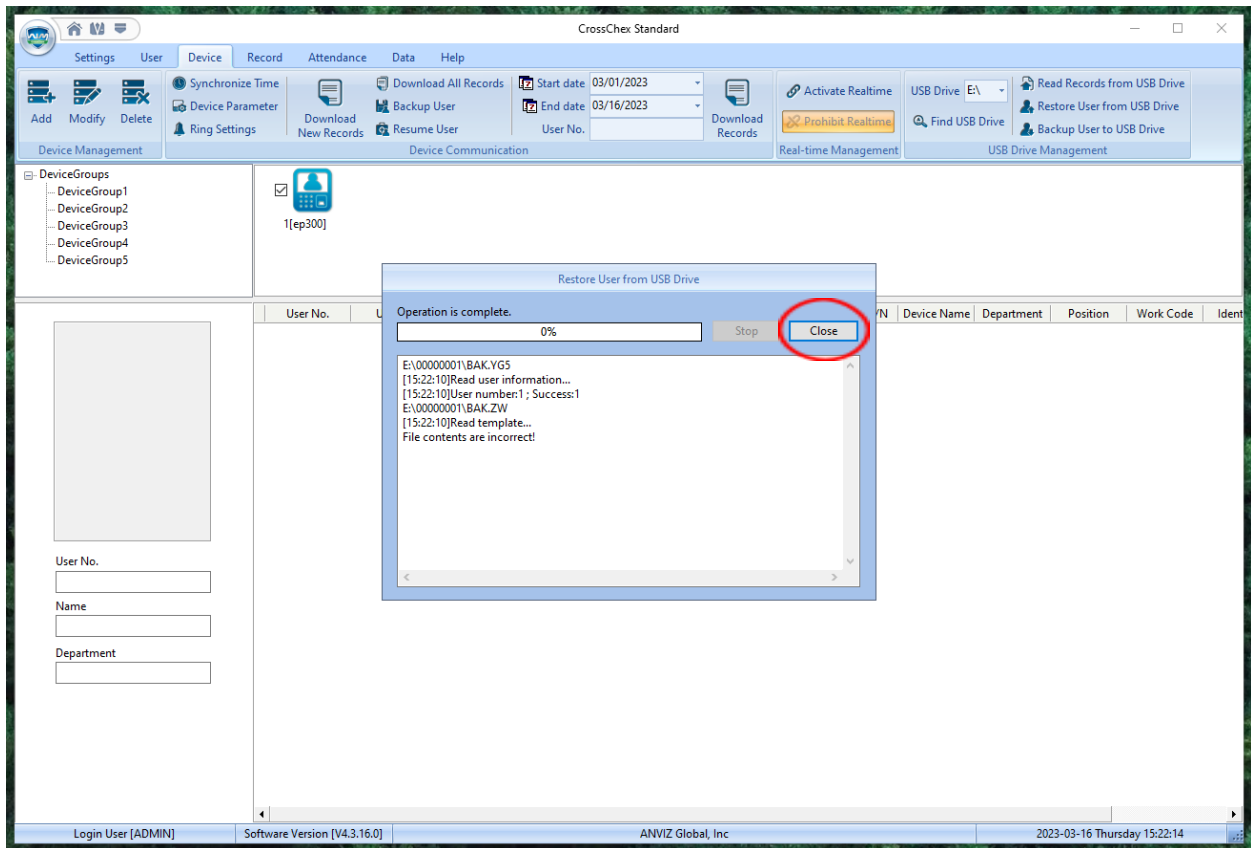 CrossChex Standard
Settings User Device Record Attendance Data Help
Add Modify Delete
Device Management
Synchronize Time
Device Parameter
Ring Settings
Download
New Records
Download All Records
Backup User
Resume User
Start date 03/01/2023
End date 03/16/2023
User No.
Download
Records
Device Communication
Activate Realtime
Prohibit Realtime
Real-time Management
USB Drive E:\
Find USB Drive
Read Records from USB Drive
Restore User from USB Drive
Backup User to USB Drive
USB Drive Management
DeviceGroups
DeviceGroup1
DeviceGroup2
DeviceGroup3
DeviceGroup4
DeviceGroup5
1[ep300]
User No. U /N Device Name Department Position Work Code Ident
Restore User from USB Drive
Operation is complete.
0% Stop Close
E:\00000001\BAK.YG5
[15:22:10]Read user information...
[15:22:10]User number:1 ; Success:1
E:\00000001\BAK.ZW
[15:22:10]Read template...
File contents are incorrect!
User No.
Name
Department
Login User [ADMIN] Software Version [V4.3.16.0] ANVIZ Global, Inc 2023-03-16 Thursday 15:22:14